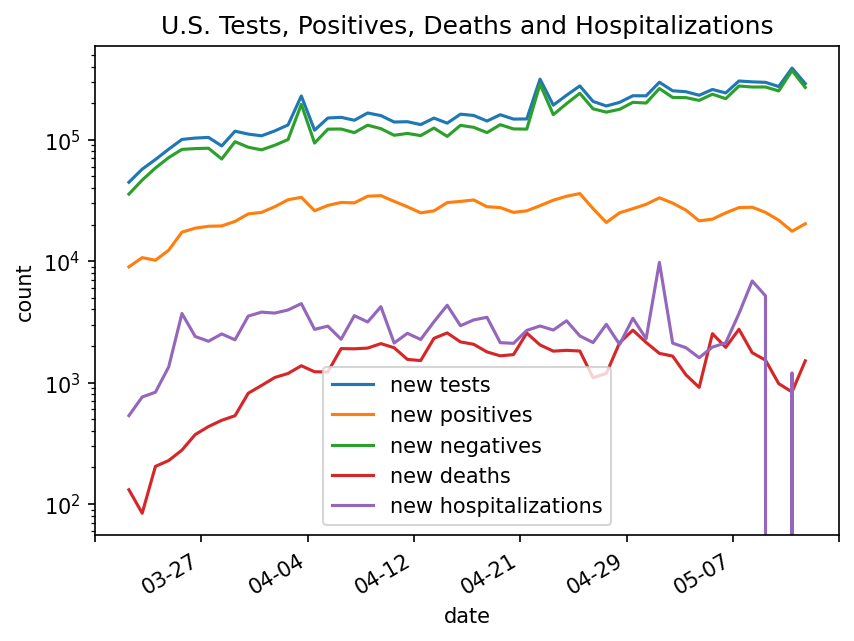 U.S. Tests, Positives, Deaths and Hospitalizations
count
10^5
10^4
10^3
10^2
new tests
new positives
new negatives
new deaths
new hospitalizations
03-27
04-04
04-12
04-21
04-29
05-07
date